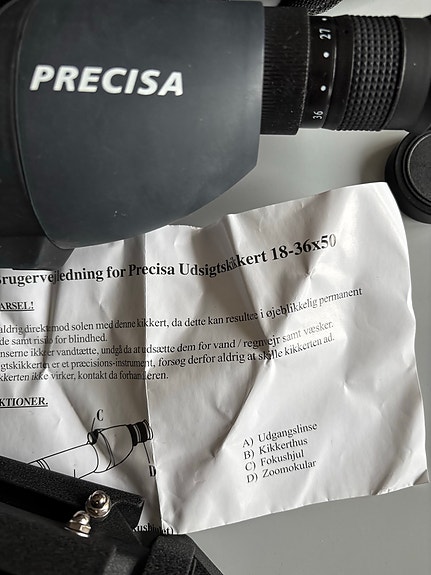 PRECISA
27
36
Brugervejledning for Precisa Udsigtskikkert 18-36x50
ARSEL!
aldrig direkte mod solen med denne kikkert, da dette kan resultere i øjeblikkelig permanent
de samt risiko for blindhed.
nserne ikke er vandtætte, undgå da at udsætte dem for vand / regnvejr samt væsker.
gtskikkerten er et præcisions-instrument, forsøg derfor aldrig at skille kikkerten ad.
kkerten ikke virker, kontakt da forhandleren.
KTIONER.
C
D
A) Udgangslinse
B) Kikkerthus
C) Fokushjul
D) Zoomokular